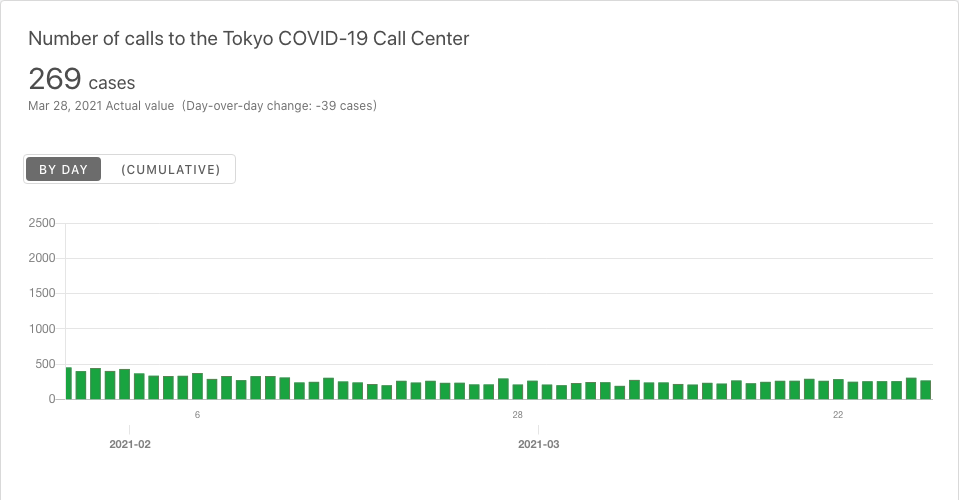 Number of calls to the Tokyo COVID-19 Call Center
269 cases
Mar 28, 2021 Actual value (Day-over-day change: -39 cases)
BY DAY (CUMULATIVE)
2500
2000
1500
1000
500
0
6 28 22
2021-02 2021-03